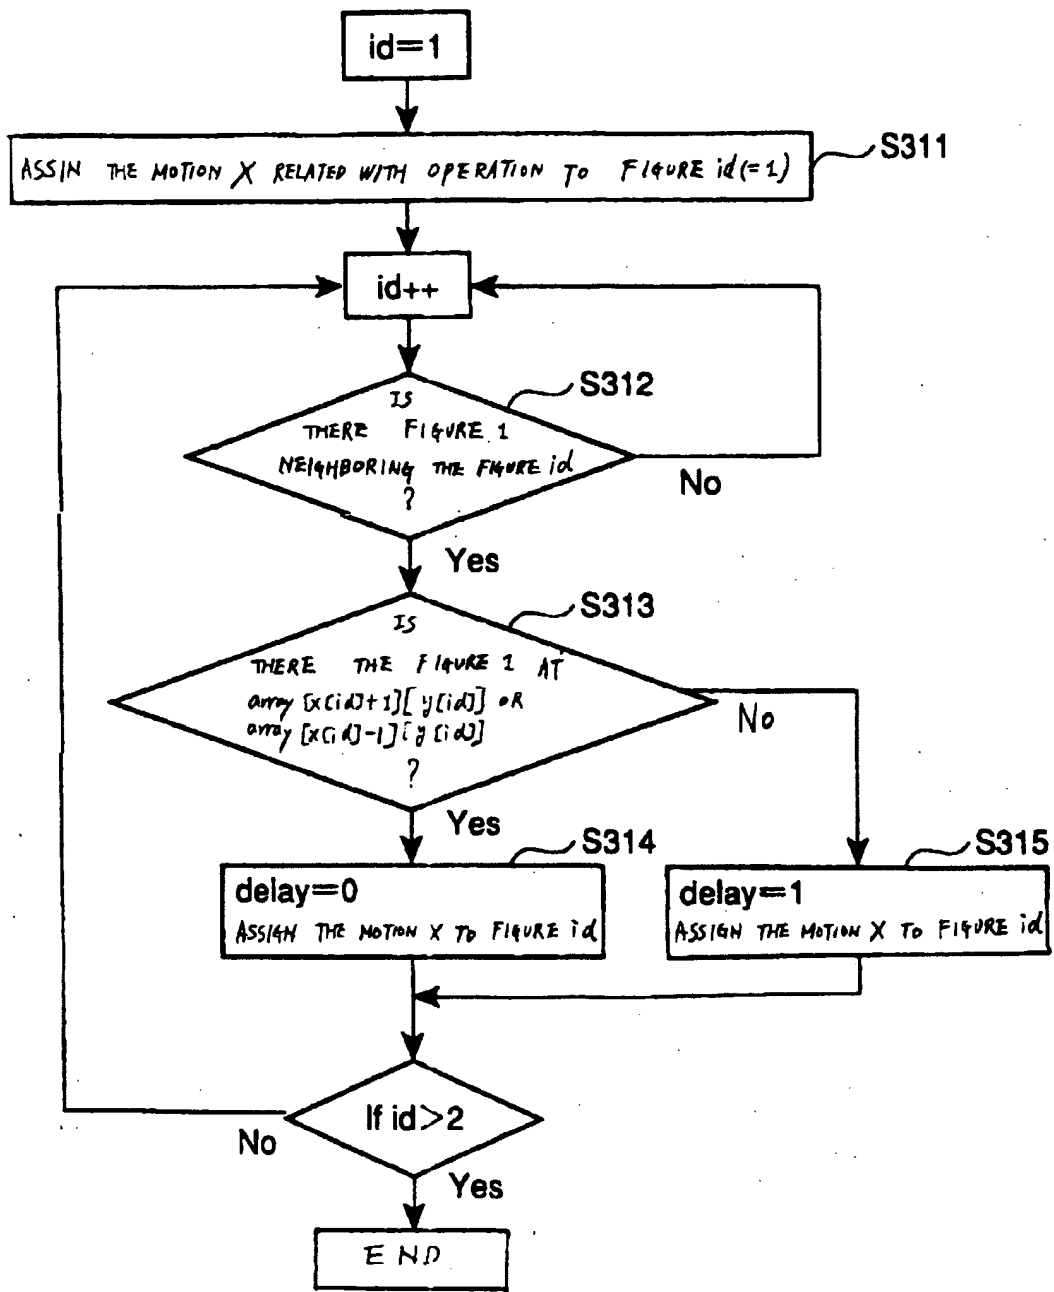 id=1
ASSIN THE MOTION X RELATED WITH OPERATION TO FIGURE id(=1)
S311
id++
S312
IS
THERE FIGURE 1
NEIGHBORING THE FIGURE id
?
No
Yes
S313
IS
THERE THE FIGURE 1 AT
array [x[id]+1][y[id]] OR
array [x[id]-1][y[id]]
?
No
Yes
S314
delay=0
ASSIGN THE MOTION X TO FIGURE id
S315
delay=1
ASSIGN THE MOTION X TO FIGURE id
If id>2
No
Yes
END